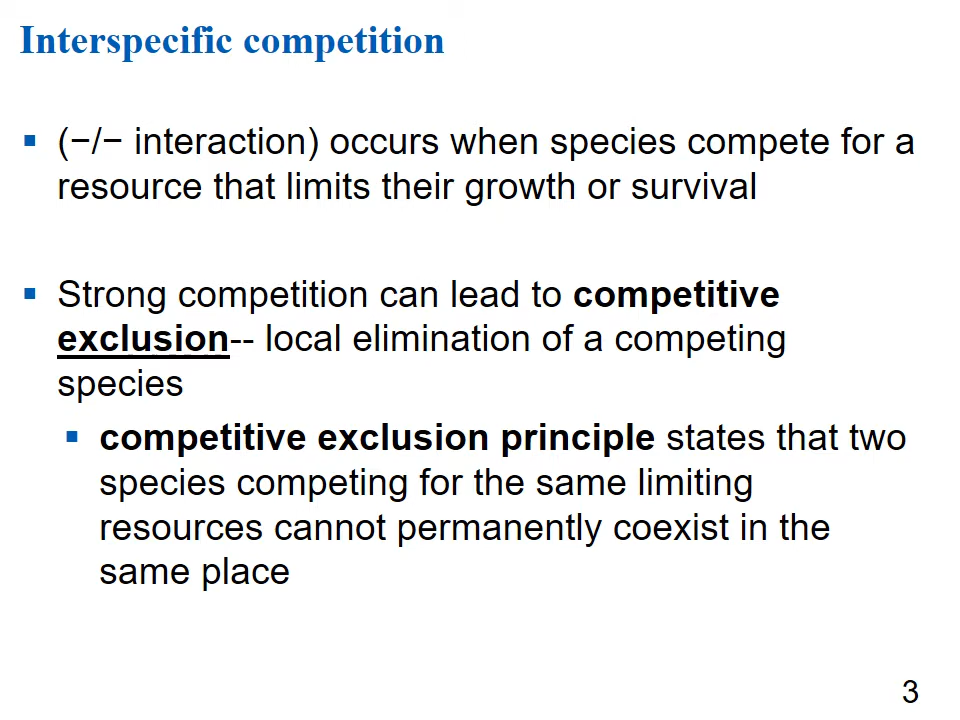 Interspecific competition
▪ (−/− interaction) occurs when species compete for a
resource that limits their growth or survival
▪ Strong competition can lead to competitive
exclusion-- local elimination of a competing
species
▪ competitive exclusion principle states that two
species competing for the same limiting
resources cannot permanently coexist in the
same place
3